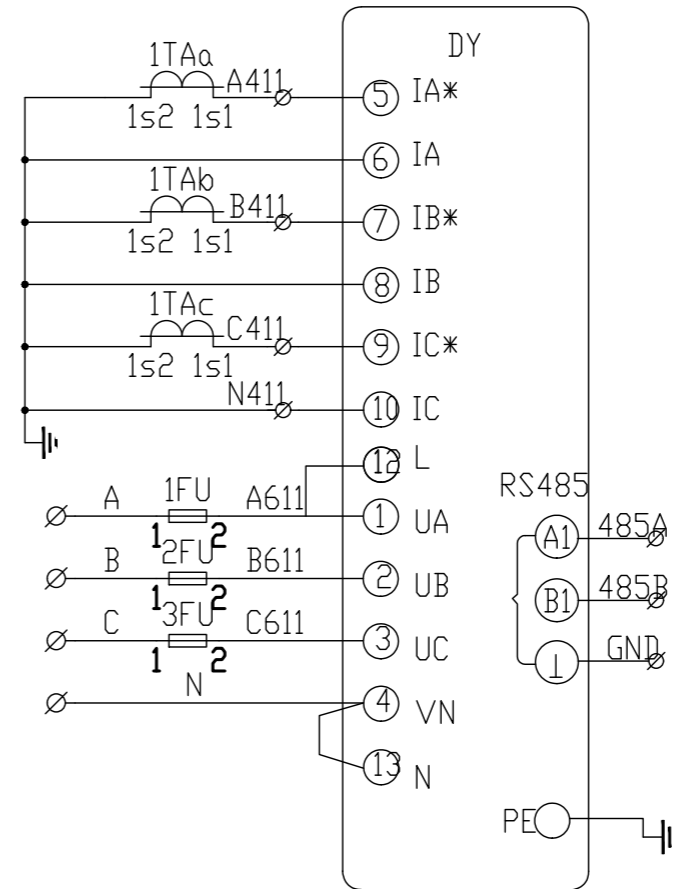 DY
1TAa
A411
5 IA*
1s2 1s1
6 IA
1TAb
B411
7 IB*
1s2 1s1
8 IB
1TAc
C411
9 IC*
1s2 1s1
N411
10 IC
12 L
RS485
A 1FU A611
1 UA
1 2
A1 485A
B 2FU B611
2 UB
1 2
B1 485B
C 3FU C611
3 UC
1 2
⊥ GND
N
4 VN
13 N
PE